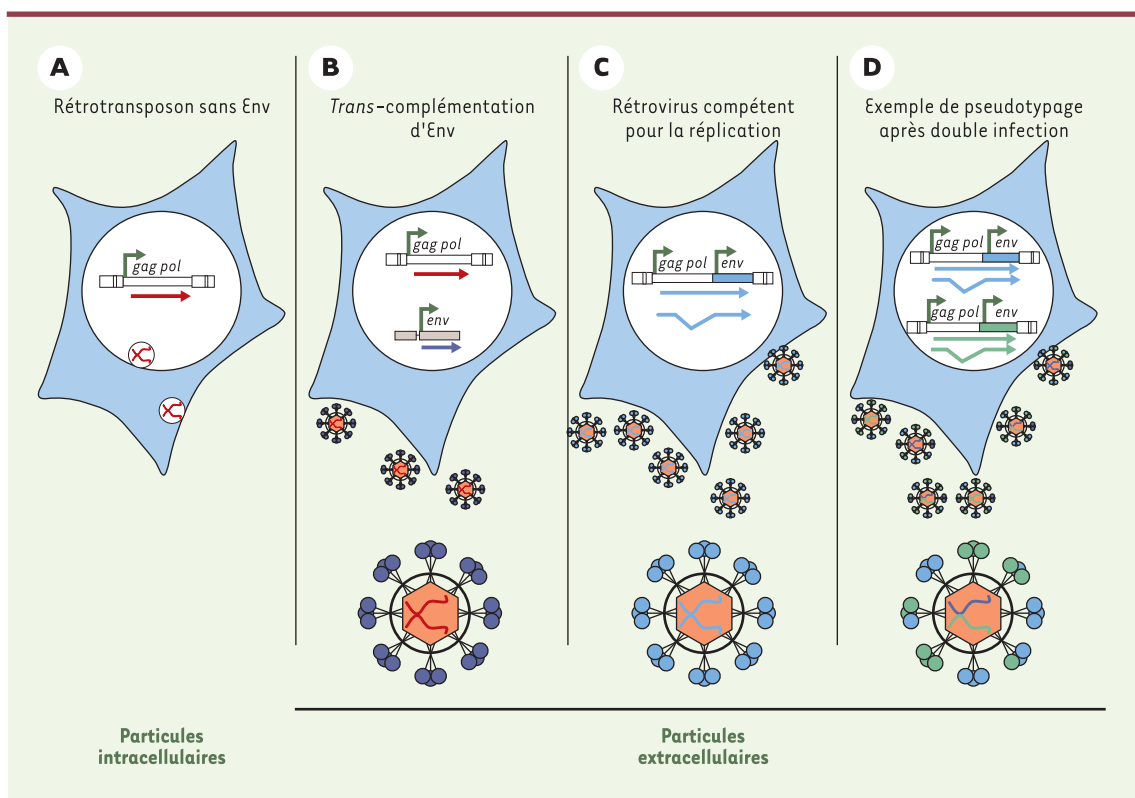 A
Rétrotransposon sans Env
gag pol
B
Trans-complémentation
d'Env
gag pol
env
C
Rétrovirus compétent
pour la réplication
gag pol env
D
Exemple de pseudotypage
après double infection
gag pol env
gag pol env
Particules
intracellulaires
Particules
extracellulaires